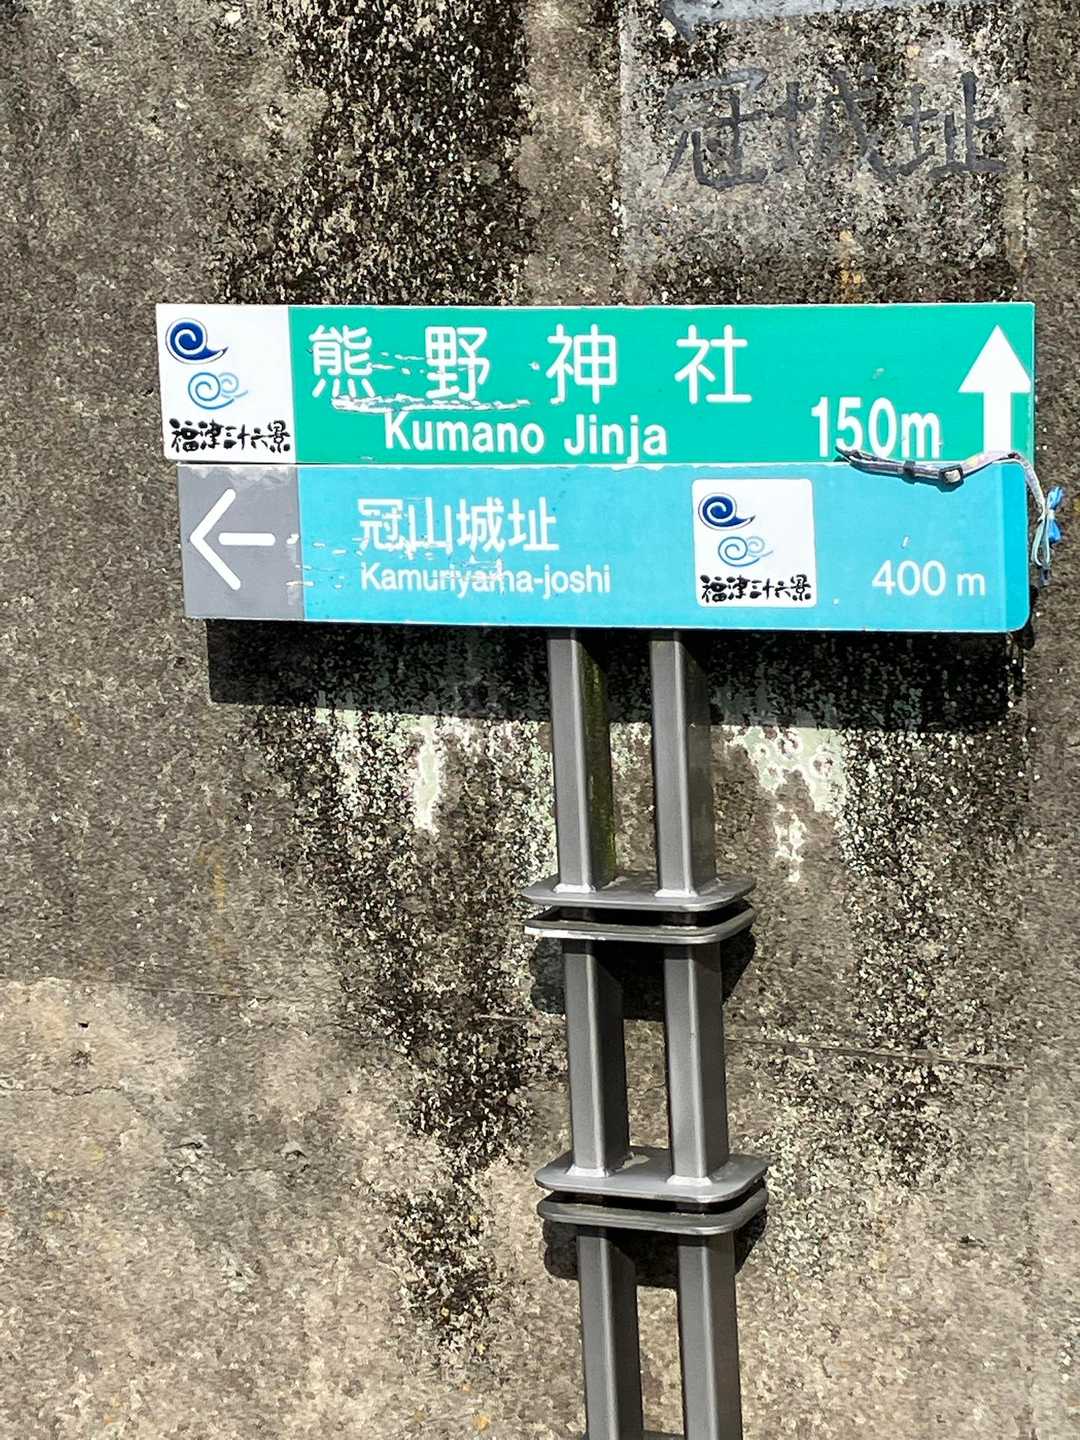 冠城址
熊野神社
Kumano Jinja
150m
福津三十六景
冠山城址
Kamuriyama-joshi
福津三十六景
400m